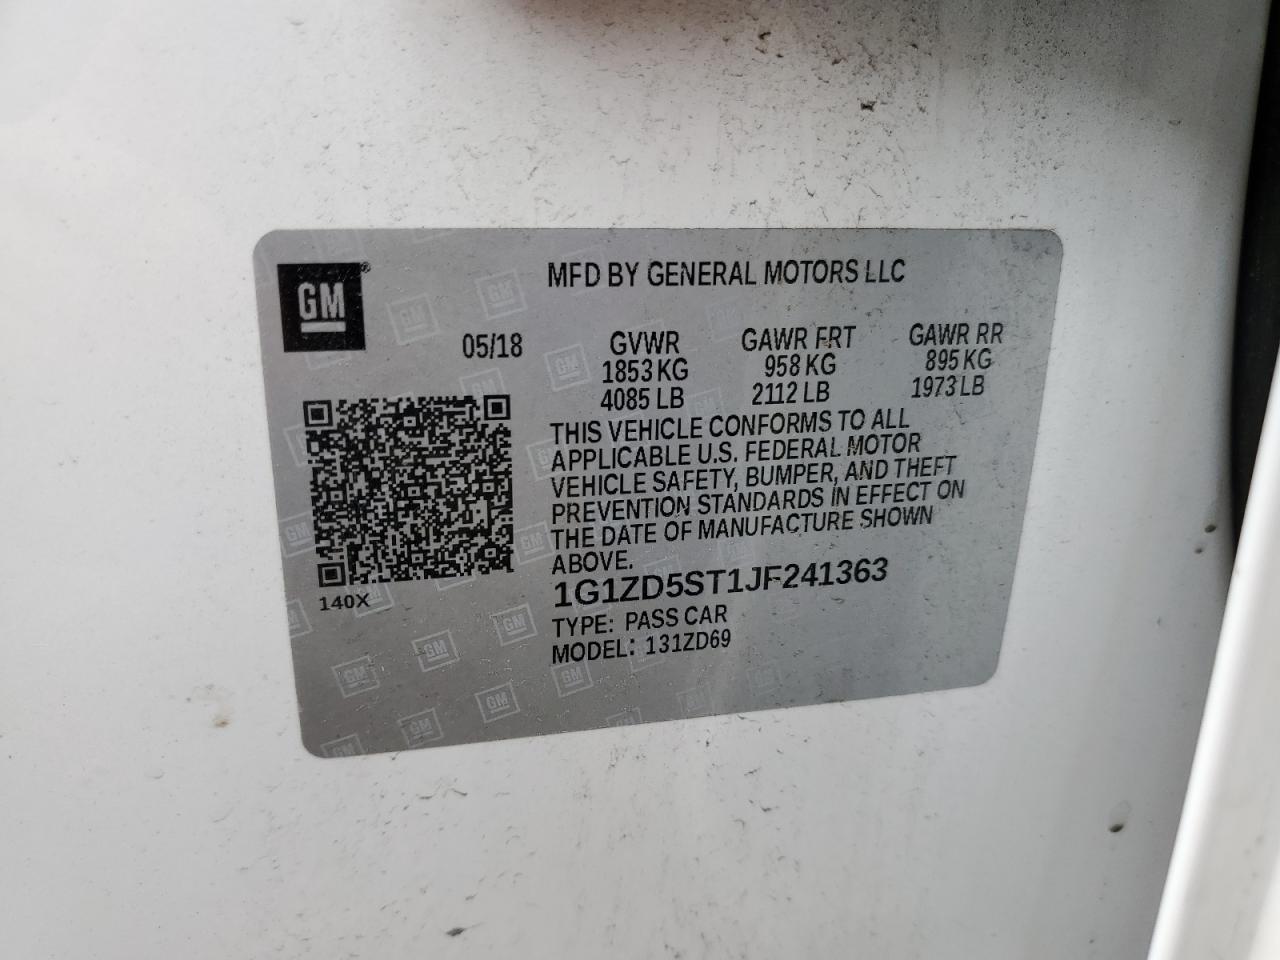 GM
MFD BY GENERAL MOTORS LLC
05/18
GVWR GAWR FRT GAWR RR
1853 KG 958 KG 895 KG
4085 LB 2112 LB 1973 LB
THIS VEHICLE CONFORMS TO ALL
APPLICABLE U.S. FEDERAL MOTOR
VEHICLE SAFETY, BUMPER, AND THEFT
PREVENTION STANDARDS IN EFFECT ON
THE DATE OF MANUFACTURE SHOWN
ABOVE.
1G1ZD5ST1JF241363
140X
TYPE: PASS CAR
MODEL: 131ZD69